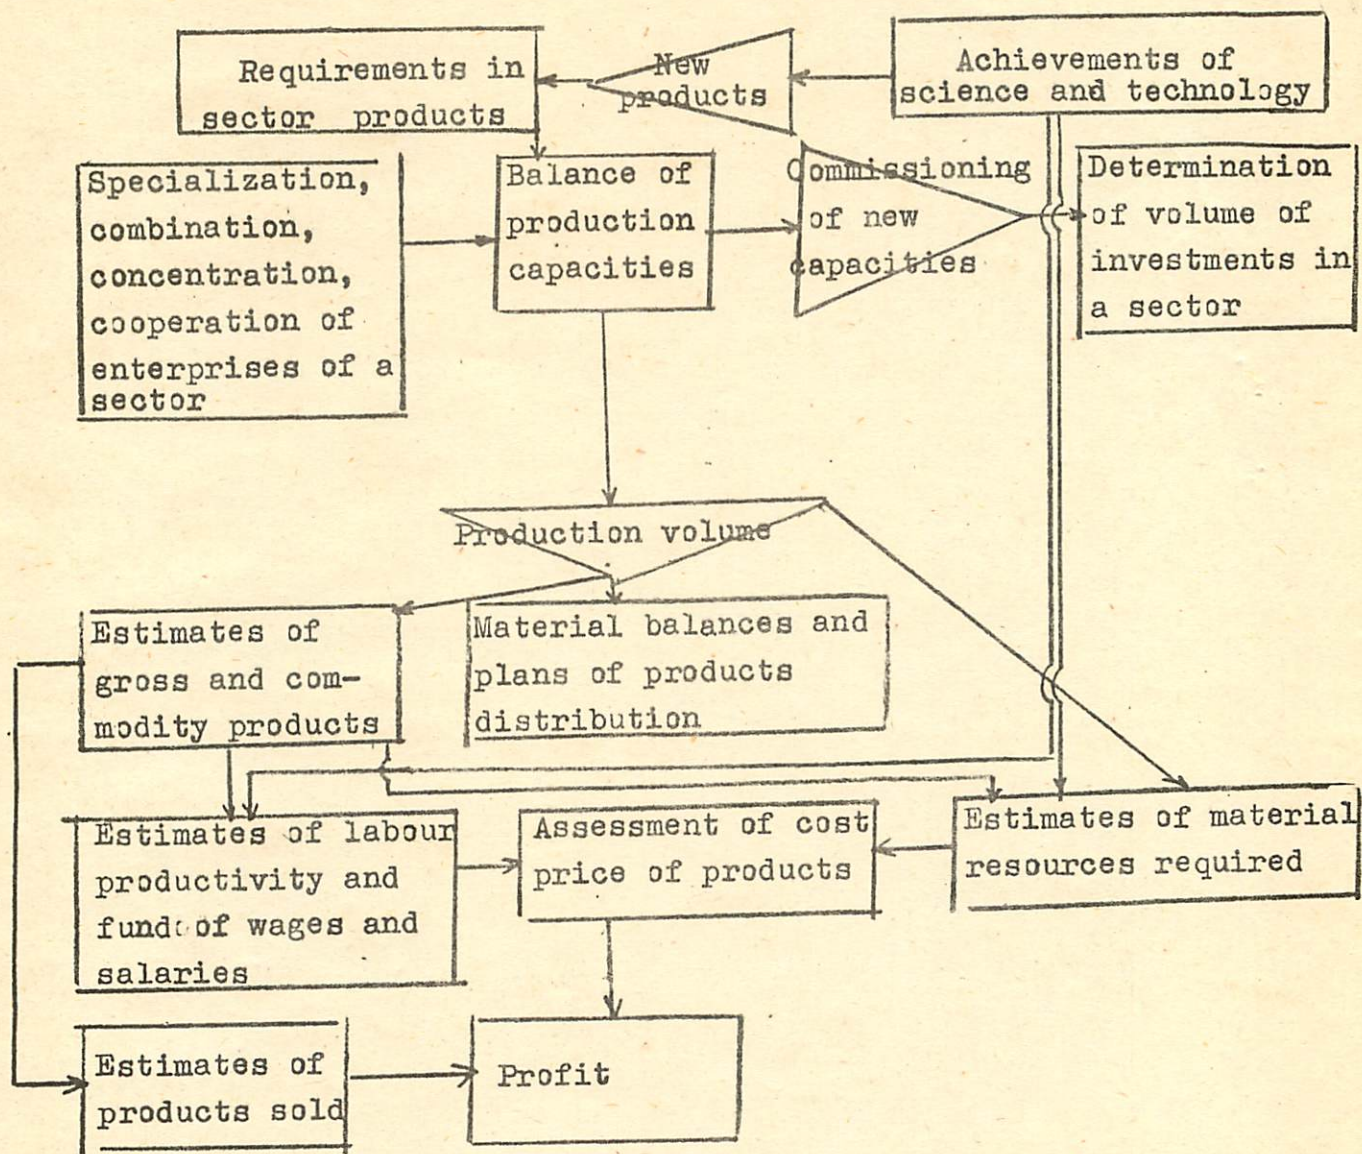 Requirements in
sector products
New
products
Achievements of
science and technology
Specialization,
combination,
concentration,
cooperation of
enterprises of a
sector
Balance of
production
capacities
Commissioning
of new
capacities
Determination
of volume of
investments in
a sector
Production volume
Estimates of
gross and com-
modity products
Material balances and
plans of products
distribution
Estimates of labour
productivity and
fund of wages and
salaries
Assessment of cost
price of products
Estimates of material
resources required
Estimates of
products sold
Profit